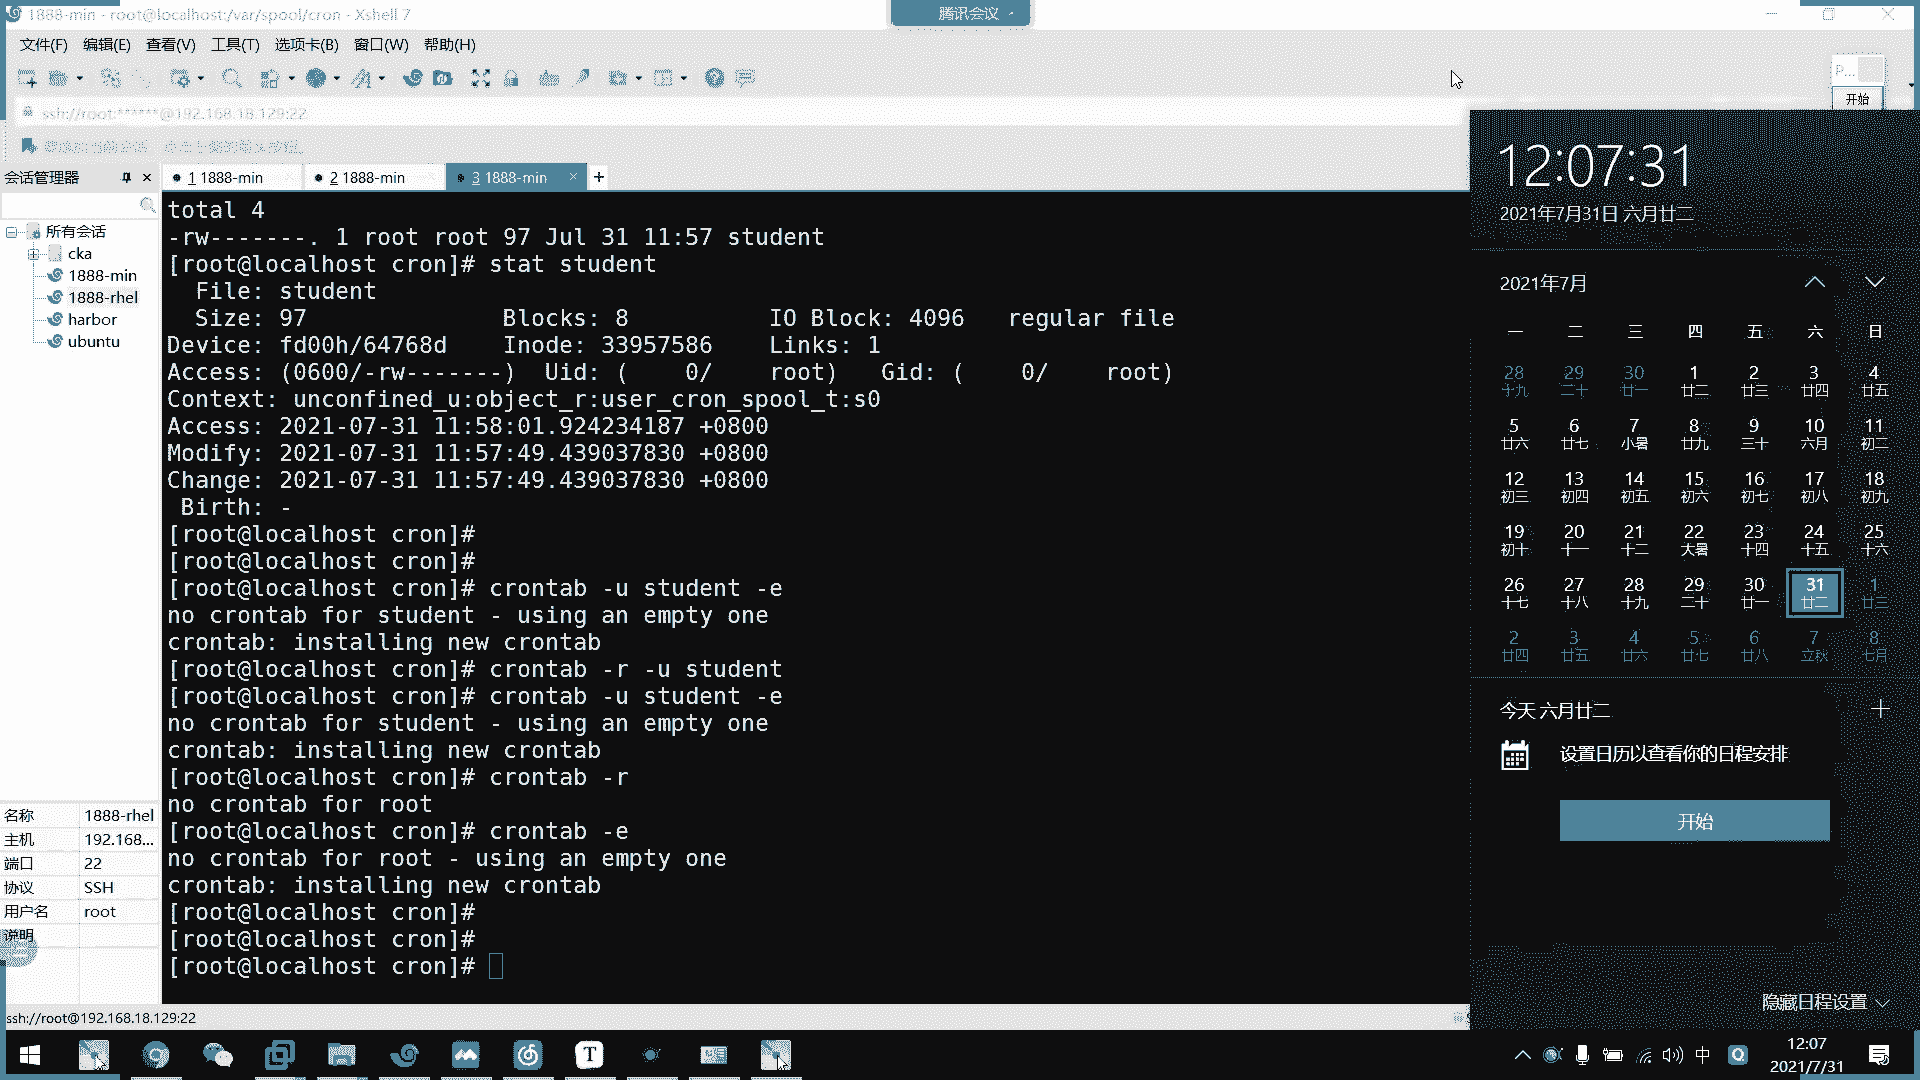 1888-min - root@localhost:/var/spool/cron - Xshell 7
腾讯会议
文件(F) 编辑(E) 查看(V) 工具(T) 选项卡(B) 窗口(W) 帮助(H)
ssh://root:******@192.168.18.129:22
P...
开始
会话管理器
1 1888-min
2 1888-min
3 1888-min
所有会话
cka
1888-min
1888-rhel
harbor
ubuntu
名称 1888-rhel
主机 192.168...
端口 22
协议 SSH
用户名 root
说明
total 4
-rw-------. 1 root root 97 Jul 31 11:57 student
[root@localhost cron]# stat student
  File: student
  Size: 97              Blocks: 8          IO Block: 4096   regular file
Device: fd00h/64768d    Inode: 33957586    Links: 1
Access: (0600/-rw-------)  Uid: (    0/    root)   Gid: (    0/    root)
Context: unconfined_u:object_r:user_cron_spool_t:s0
Access: 2021-07-31 11:58:01.924234187 +0800
Modify: 2021-07-31 11:57:49.439037830 +0800
Change: 2021-07-31 11:57:49.439037830 +0800
 Birth: -
[root@localhost cron]#
[root@localhost cron]#
[root@localhost cron]# crontab -u student -e
no crontab for student - using an empty one
crontab: installing new crontab
[root@localhost cron]# crontab -r -u student
[root@localhost cron]# crontab -u student -e
no crontab for student - using an empty one
crontab: installing new crontab
[root@localhost cron]# crontab -r
no crontab for root
[root@localhost cron]# crontab -e
no crontab for root - using an empty one
crontab: installing new crontab
[root@localhost cron]#
[root@localhost cron]#
[root@localhost cron]#
12:07:31
2021年7月31日 六月廿二
2021年7月
一 二 三 四 五 六 日
28 29 30 1 2 3 4
十九 二十 廿一 廿二 廿三 廿四 廿五
5 6 7 8 9 10 11
廿六 廿七 小暑 廿九 三十 六月 初二
12 13 14 15 16 17 18
初三 初四 初五 初六 初七 初八 初九
19 20 21 22 23 24 25
初十 十一 十二 大暑 十四 十五 十六
26 27 28 29 30 31 1
十七 十八 十九 二十 廿一 廿二 廿三
2 3 4 5 6 7 8
廿四 廿五 廿六 廿七 廿八 立秋 七月
今天 六月廿二
设置日历以查看你的日程安排
开始
隐藏日程设置
ssh://root@192.168.18.129:22
T
中
12:07
2021/7/31